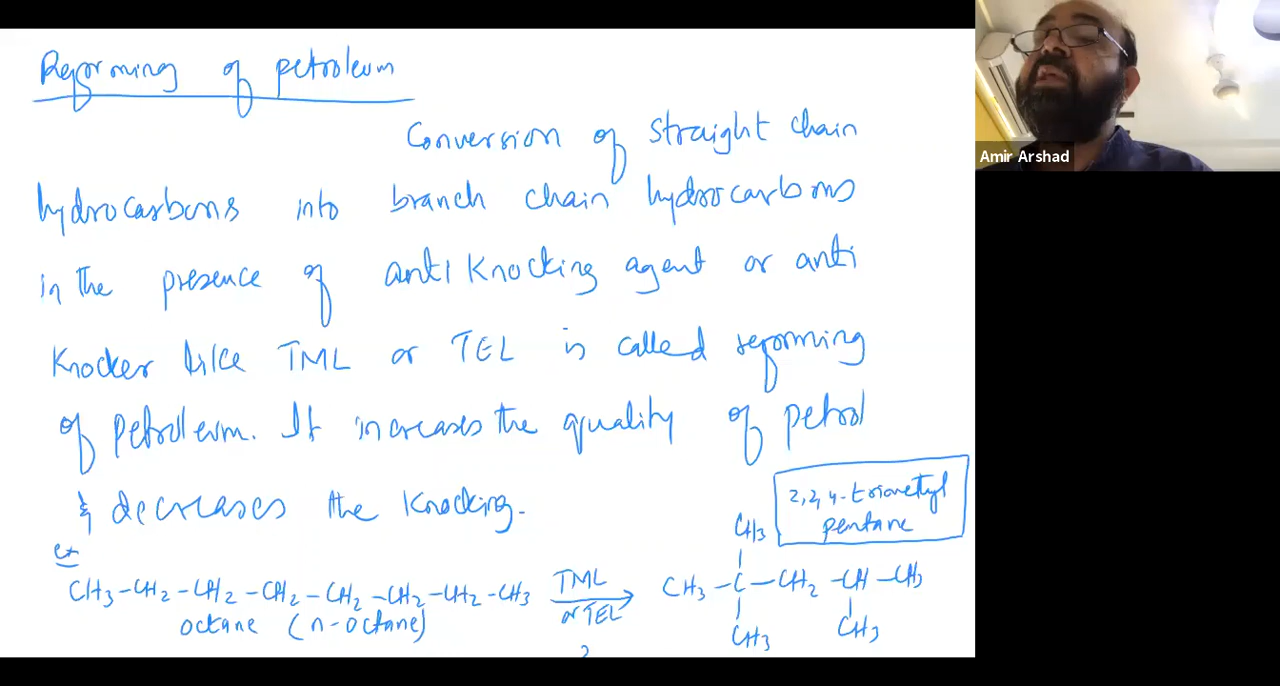 Reforming of petroleum
Conversion of straight chain
hydrocarbons into branch chain hydrocarbons
in the presence of anti Knocking agent or anti
Knocker like TML or TEL is called reforming
of petroleum. It increases the quality of petrol
& decreases the Knocking.
2,2,4-trimethyl
pentane
ex
CH3
CH3-CH2-CH2-CH2-CH2-CH2-CH2-CH3 TML or TEL CH3-C-CH2-CH-CH3
octane (n-octane)
CH3 CH3
Amir Arshad